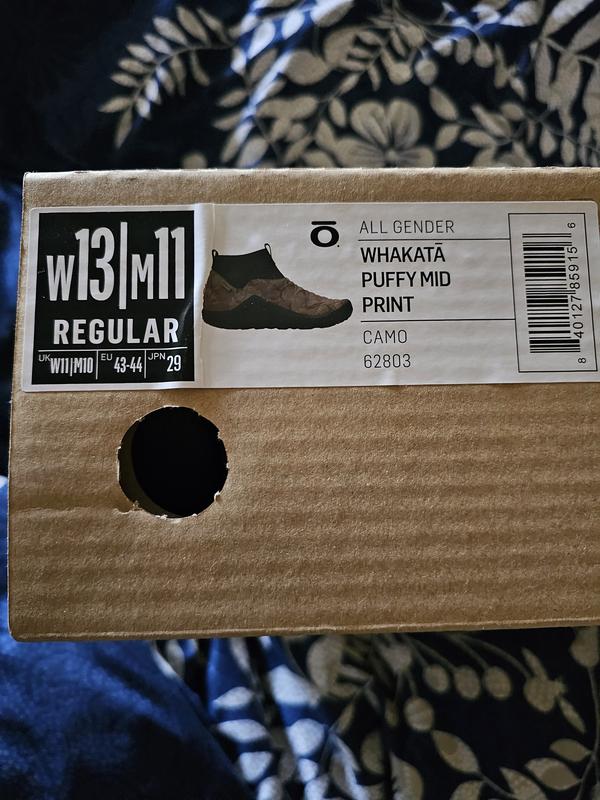 W13|M11
REGULAR
UK W11|M10 EU 43-44 JPN 29
ō.
ALL GENDER
WHAKATĀ
PUFFY MID
PRINT
CAMO
62803
8 40127 85915 6